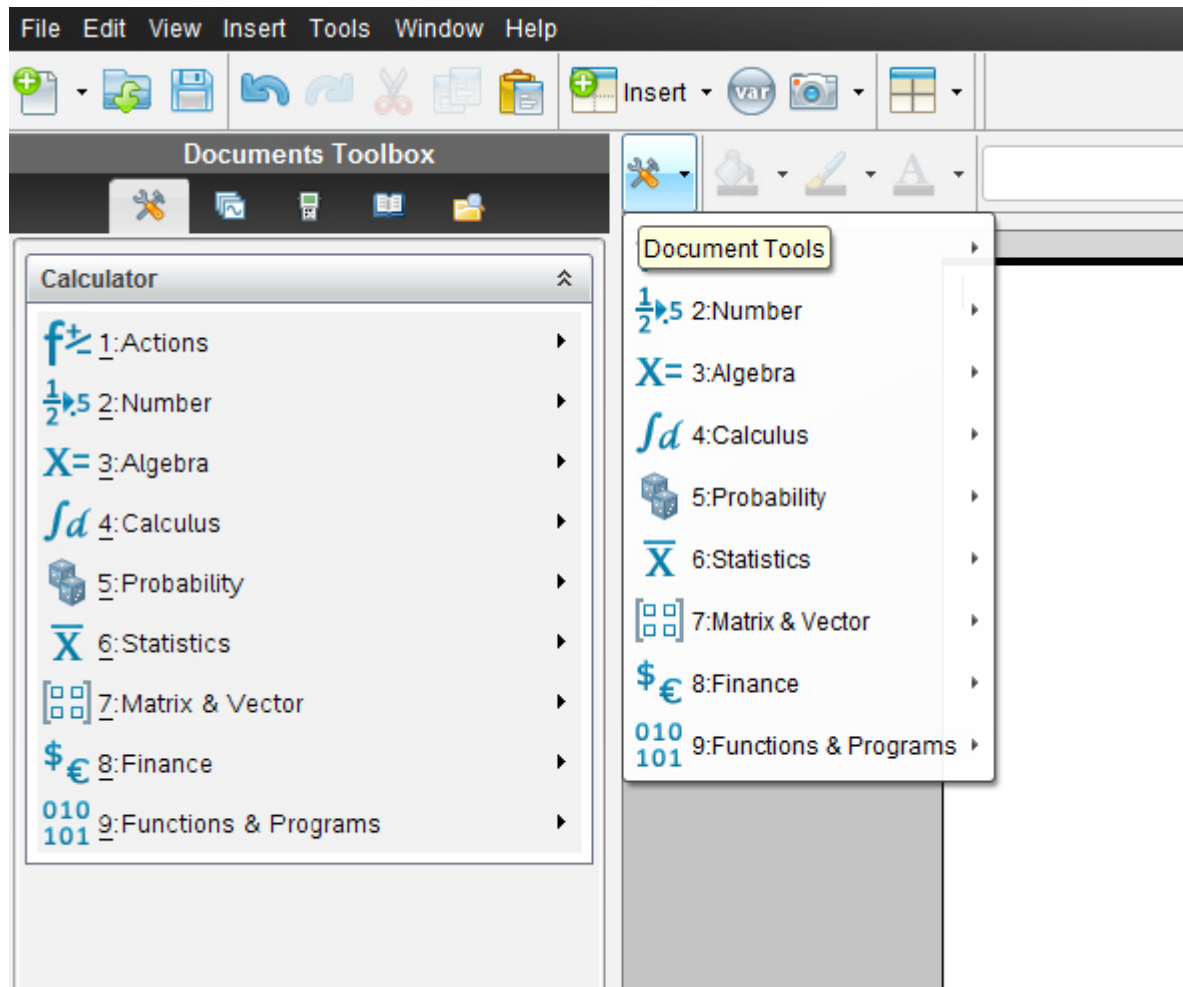 File Edit View Insert Tools Window Help
Insert var
Documents Toolbox
A
Document Tools
Calculator
1:Actions
2:Number
3:Algebra
4:Calculus
5:Probability
6:Statistics
7:Matrix & Vector
8:Finance
9:Functions & Programs
2:Number
3:Algebra
4:Calculus
5:Probability
6:Statistics
7:Matrix & Vector
8:Finance
9:Functions & Programs